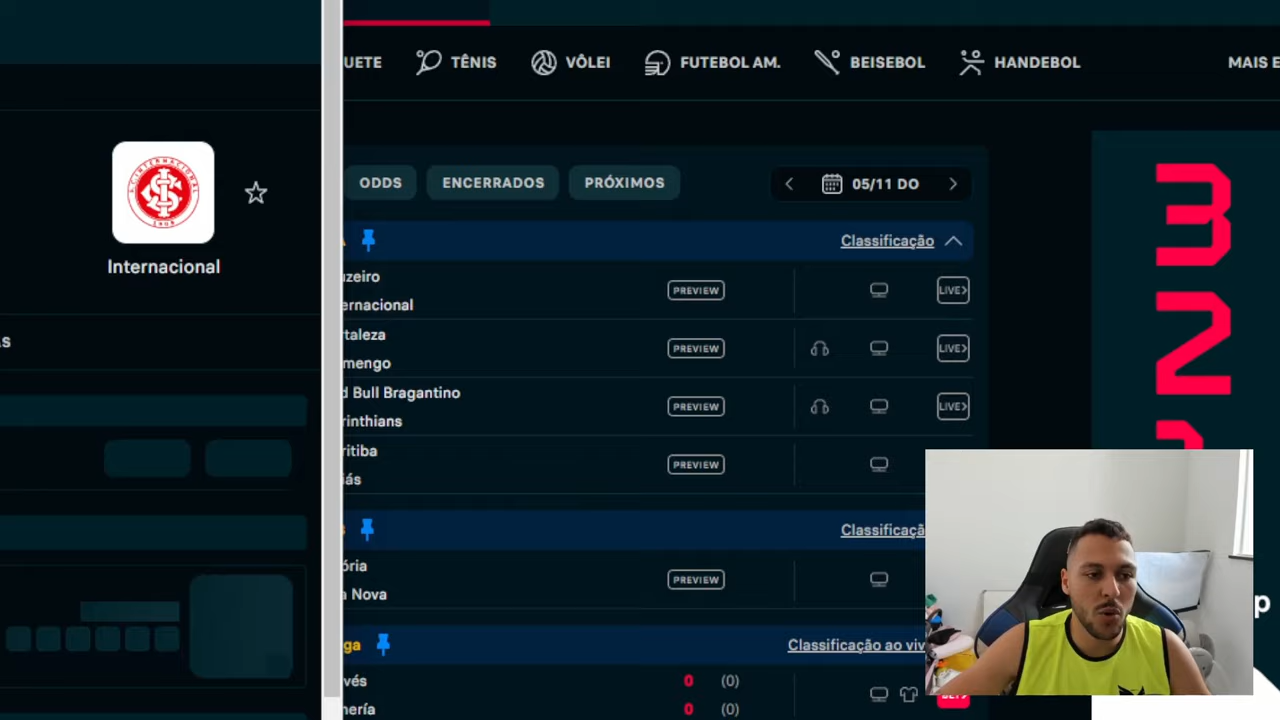 UETE TÊNIS VÔLEI FUTEBOL AM. BEISEBOL HANDEBOL MAIS E
Internacional
S
ODDS ENCERRADOS PRÓXIMOS 05/11 DO
Classificação
uzeiro
ernacional
PREVIEW LIVE
rtaleza
mengo
PREVIEW LIVE
d Bull Bragantino
rinthians
PREVIEW LIVE
ritiba
iás
PREVIEW
Classificaçã
ória
a Nova
PREVIEW
ga Classificação ao viv
vés 0 (0)
mería 0 (0)